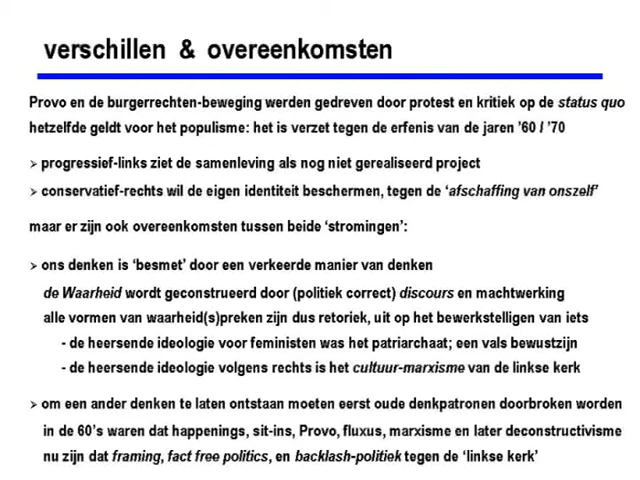 verschillen & overeenkomsten
Provo en de burgerrechten-beweging werden gedreven door protest en kritiek op de status quo
hetzelfde geldt voor het populisme: het is verzet tegen de erfenis van de jaren '60 / '70
➢ progressief-links ziet de samenleving als nog niet gerealiseerd project
➢ conservatief-rechts wil de eigen identiteit beschermen, tegen de 'afschaffing van onszelf'
maar er zijn ook overeenkomsten tussen beide 'stromingen':
➢ ons denken is 'besmet' door een verkeerde manier van denken
de Waarheid wordt geconstrueerd door (politiek correct) discours en machtwerking
alle vormen van waarheid(s)preken zijn dus retoriek, uit op het bewerkstelligen van iets
- de heersende ideologie voor feministen was het patriarchaat; een vals bewustzijn
- de heersende ideologie volgens rechts is het cultuur-marxisme van de linkse kerk
➢ om een ander denken te laten ontstaan moeten eerst oude denkpatronen doorbroken worden
in de 60's waren dat happenings, sit-ins, Provo, fluxus, marxisme en later deconstructivisme
nu zijn dat framing, fact free politics, en backlash-politiek tegen de 'linkse kerk'